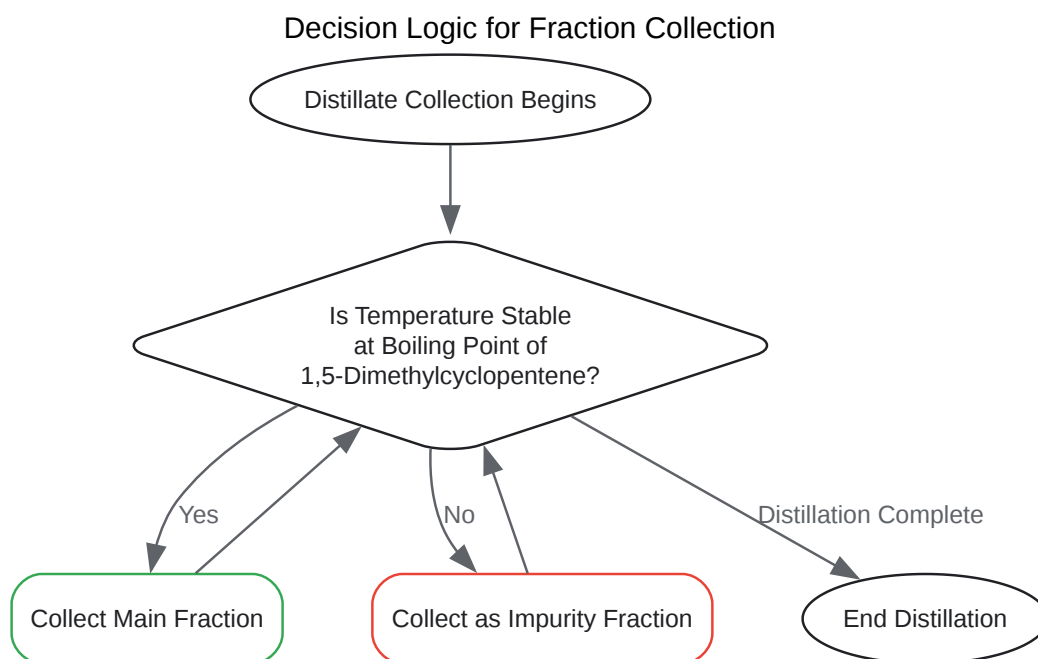 Decision Logic for Fraction Collection
Distillate Collection Begins
Is Temperature Stable
at Boiling Point of
1,5-Dimethylcyclopentene?
Yes
No
Distillation Complete
Collect Main Fraction
Collect as Impurity Fraction
End Distillation